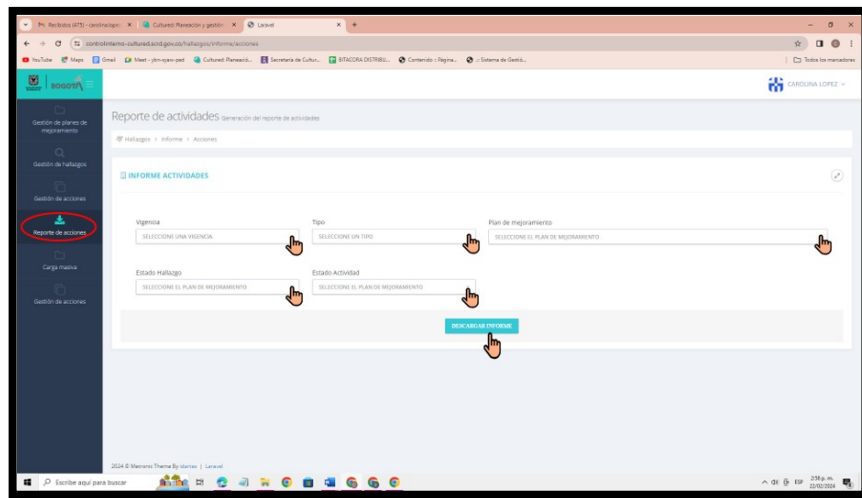 Recibidos (475) - carolina.lopez
Cultured: Planeación y gestión
Laravel
controlinterno-cultured.scrd.gov.co/hallazgos/informe/acciones
YouTube
Maps
Gmail
Cultured: Planeació...
Secretaría de Cultur...
BITACORA DISTRIBU...
Contenido : Página...
:: Sistema de Gestió...
Todos los marcadores
BOGOTÁ
CAROLINA LOPEZ
Gestión de planes de
mejoramiento
Gestión de hallazgos
Gestión de acciones
Reporte de acciones
Carga masiva
Gestión de acciones
Reporte de actividades Generación del reporte de actividades
Hallazgos > Informe > Acciones
INFORME ACTIVIDADES
Vigencia
Tipo
Plan de mejoramiento
SELECCIONE UNA VIGENCIA
SELECCIONE UN TIPO
SELECCIONE EL PLAN DE MEJORAMIENTO
Estado Hallazgo
Estado Actividad
SELECCIONE EL PLAN DE MEJORAMIENTO
SELECCIONE EL PLAN DE MEJORAMIENTO
DESCARGAR INFORME
2024 © Metronic Theme By | Laravel
Escribe aquí para buscar
ESP
2:56 p. m.
22/02/2024